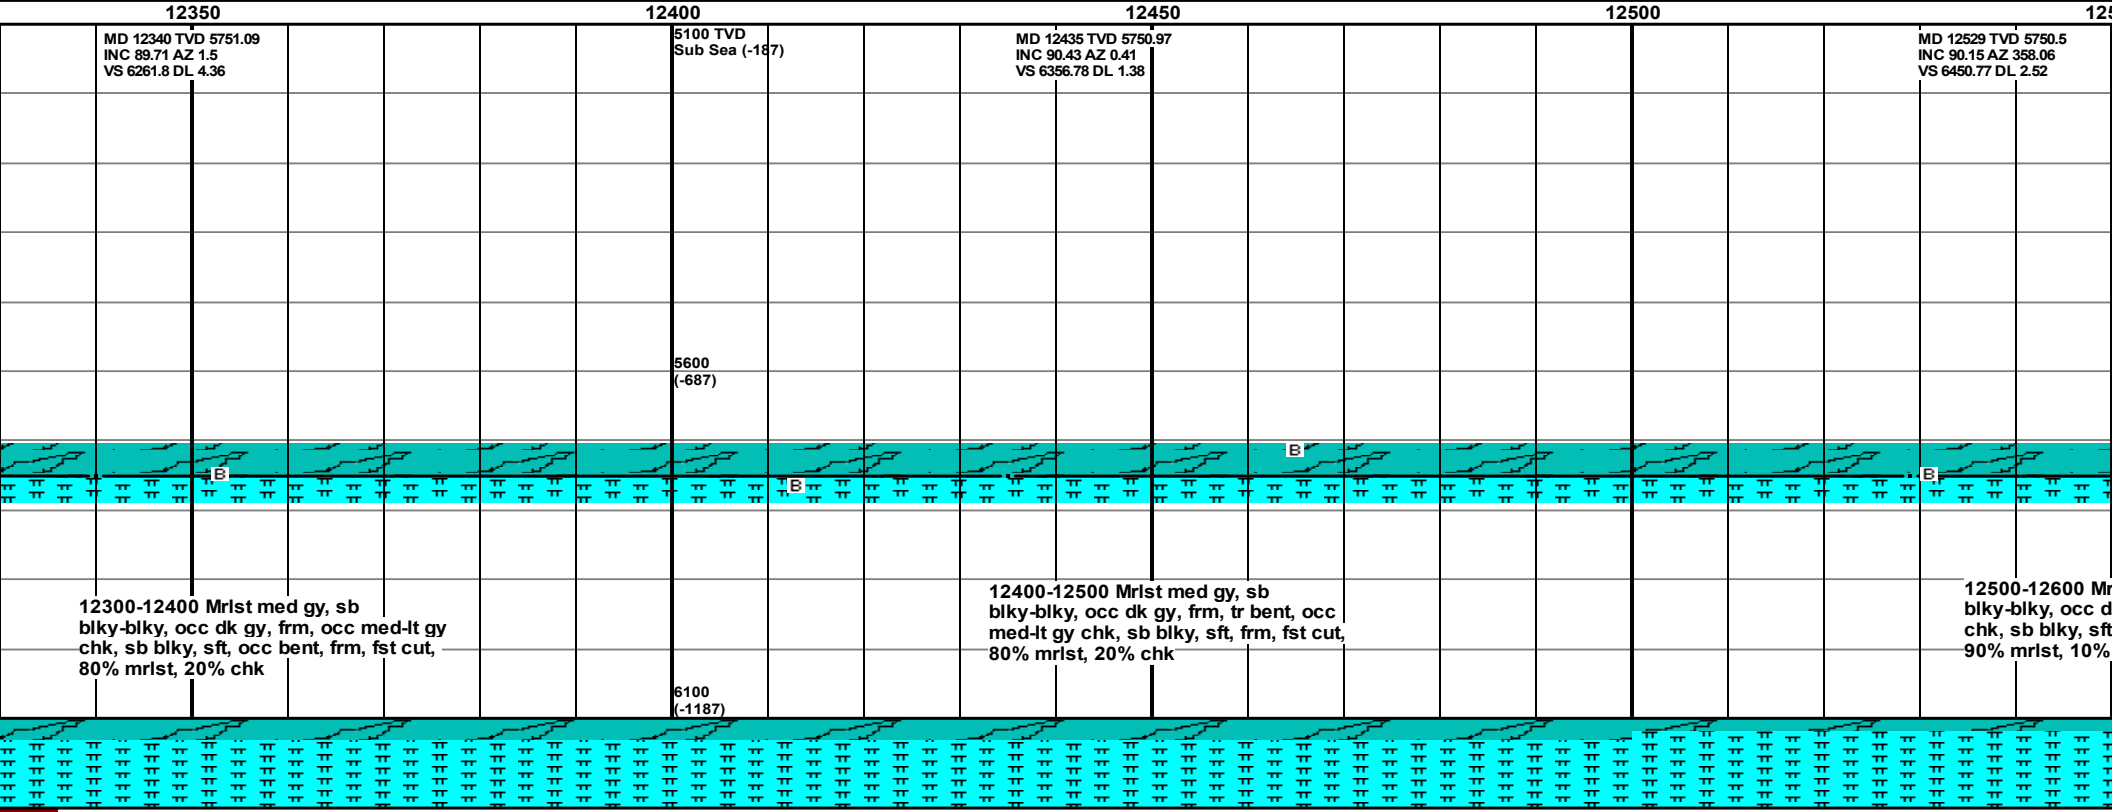 12350 12400 12450 12500
MD 12340 TVD 5751.09
INC 89.71 AZ 1.5
VS 6261.8 DL 4.36
5100 TVD
Sub Sea (-187)
MD 12435 TVD 5750.97
INC 90.43 AZ 0.41
VS 6356.78 DL 1.38
MD 12529 TVD 5750.5
INC 90.15 AZ 358.06
VS 6450.77 DL 2.52
5600
(-687)
B
B
B
B
12300-12400 Mrlst med gy, sb
blky-blky, occ dk gy, frm, occ med-lt gy
chk, sb blky, sft, occ bent, frm, fst cut,
80% mrlst, 20% chk
12400-12500 Mrlst med gy, sb
blky-blky, occ dk gy, frm, tr bent, occ
med-lt gy chk, sb blky, sft, frm, fst cut,
80% mrlst, 20% chk
12500-12600 Mr
blky-blky, occ d
chk, sb blky, sft
90% mrlst, 10%
6100
(-1187)